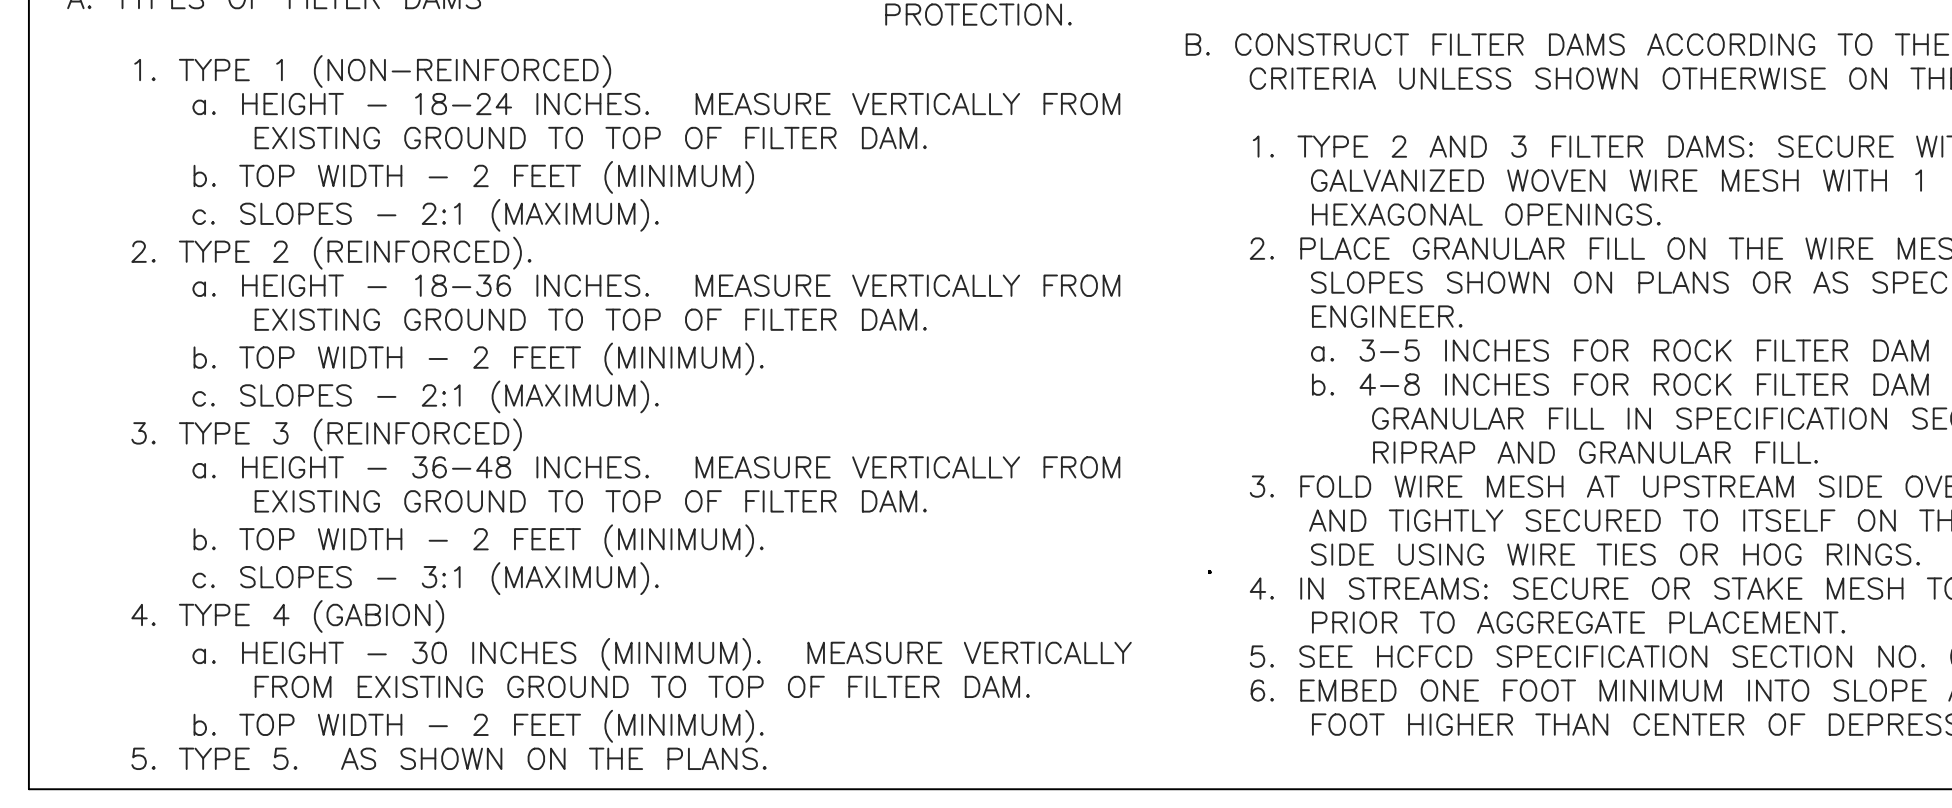 A. TYPES OF FILTER DAMS
1. TYPE 1 (NON-REINFORCED)
a. HEIGHT - 18-24 INCHES. MEASURE VERTICALLY FROM
EXISTING GROUND TO TOP OF FILTER DAM.
b. TOP WIDTH - 2 FEET (MINIMUM)
c. SLOPES - 2:1 (MAXIMUM).
2. TYPE 2 (REINFORCED).
a. HEIGHT - 18-36 INCHES. MEASURE VERTICALLY FROM
EXISTING GROUND TO TOP OF FILTER DAM.
b. TOP WIDTH - 2 FEET (MINIMUM).
c. SLOPES - 2:1 (MAXIMUM).
3. TYPE 3 (REINFORCED)
a. HEIGHT - 36-48 INCHES. MEASURE VERTICALLY FROM
EXISTING GROUND TO TOP OF FILTER DAM.
b. TOP WIDTH - 2 FEET (MINIMUM).
c. SLOPES - 3:1 (MAXIMUM).
4. TYPE 4 (GABION)
a. HEIGHT - 30 INCHES (MINIMUM). MEASURE VERTICALLY
FROM EXISTING GROUND TO TOP OF FILTER DAM.
b. TOP WIDTH - 2 FEET (MINIMUM).
5. TYPE 5. AS SHOWN ON THE PLANS.
PROTECTION.
B. CONSTRUCT FILTER DAMS ACCORDING TO THE
CRITERIA UNLESS SHOWN OTHERWISE ON
1. TYPE 2 AND 3 FILTER DAMS: SECURE
GALVANIZED WOVEN WIRE MESH WITH 1
HEXAGONAL OPENINGS.
2. PLACE GRANULAR FILL ON THE WIRE
SLOPES SHOWN ON PLANS OR AS
ENGINEER.
a. 3-5 INCHES FOR ROCK FILTER DAM
b. 4-8 INCHES FOR ROCK FILTER DAM
GRANULAR FILL IN SPECIFICATION
RIPRAP AND GRANULAR FILL.
3. FOLD WIRE MESH AT UPSTREAM SIDE
AND TIGHTLY SECURED TO ITSELF ON
SIDE USING WIRE TIES OR HOG RINGS.
4. IN STREAMS: SECURE OR STAKE MESH
PRIOR TO AGGREGATE PLACEMENT.
5. SEE HCFCD SPECIFICATION SECTION NO.
6. EMBED ONE FOOT MINIMUM INTO SLOPE
FOOT HIGHER THAN CENTER OF